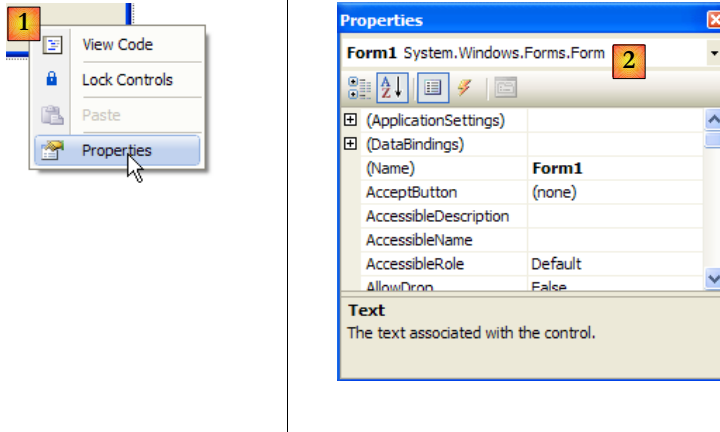 1
View Code
Lock Controls
Paste
Properties
Properties
Form1 System.Windows.Forms.Form
2
(ApplicationSettings)
(DataBindings)
(Name) Form1
AcceptButton (none)
AccessibleDescription
AccessibleName
AccessibleRole Default
AllowDrop False
Text
The text associated with the control.